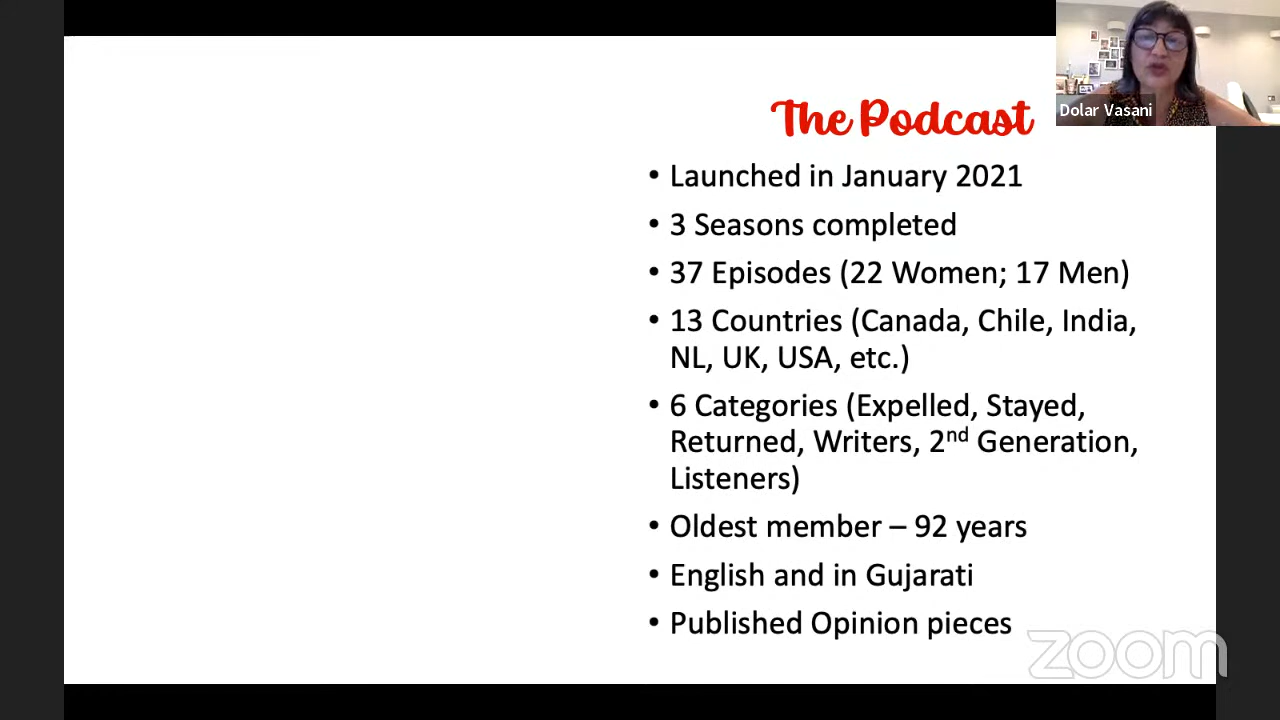 The Podcast
Dolar Vasani
• Launched in January 2021
• 3 Seasons completed
• 37 Episodes (22 Women; 17 Men)
• 13 Countries (Canada, Chile, India,
NL, UK, USA, etc.)
• 6 Categories (Expelled, Stayed,
Returned, Writers, 2nd Generation,
Listeners)
• Oldest member – 92 years
• English and in Gujarati
• Published Opinion pieces
zoom